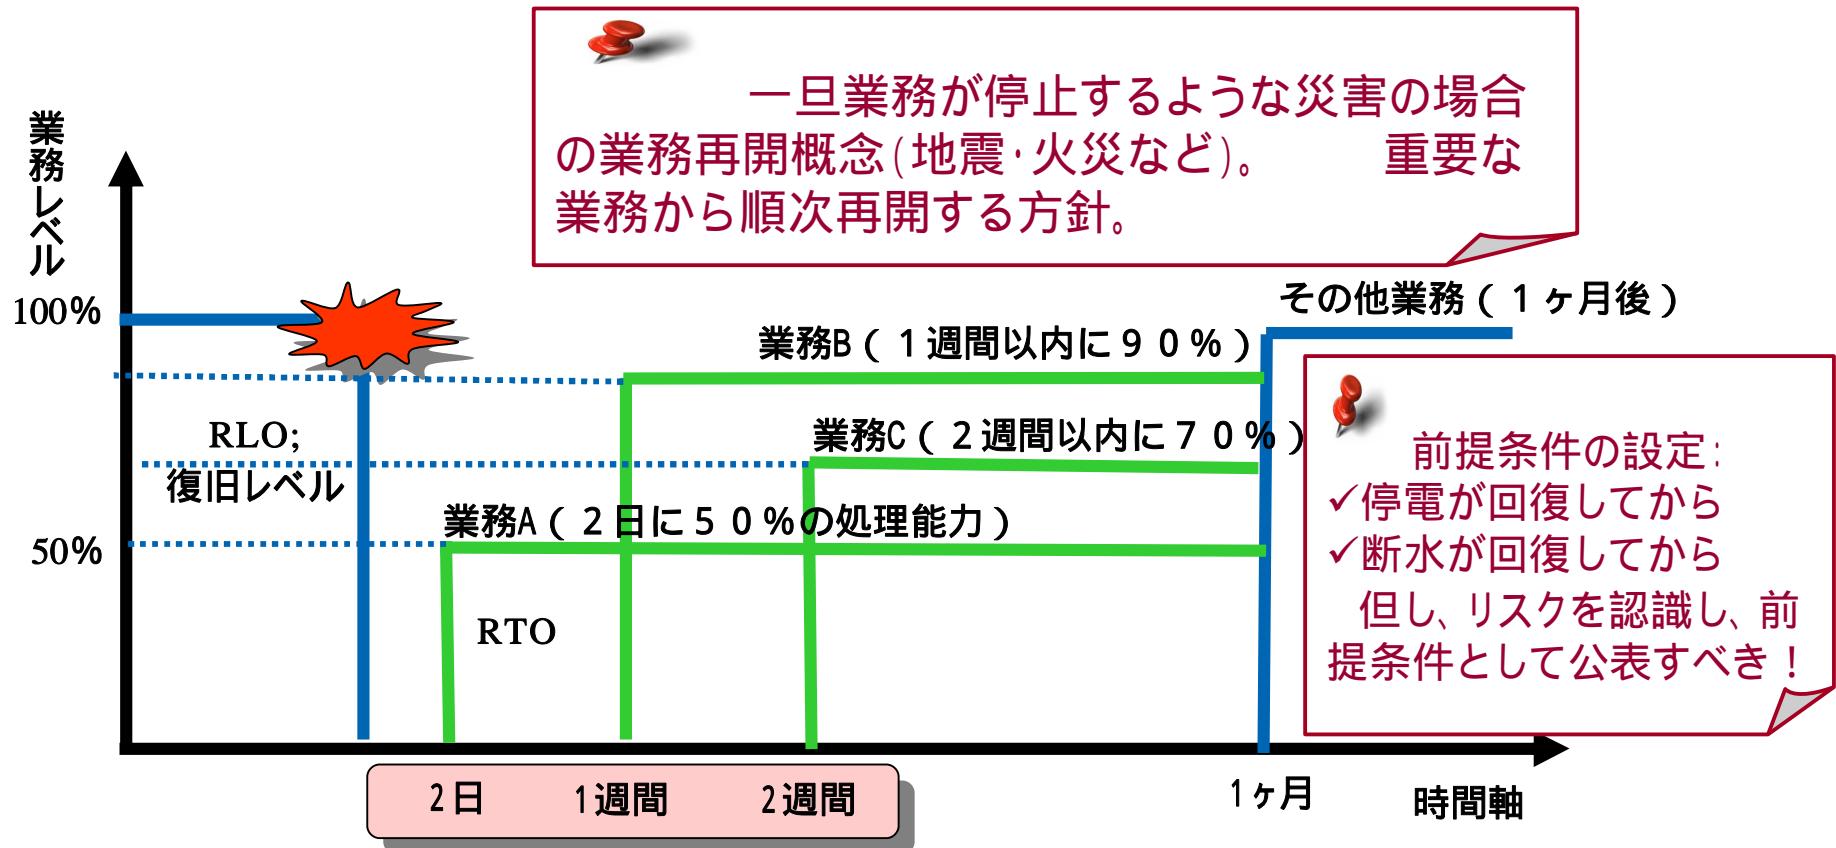 一旦業務が停止するような災害の場合
の業務再開概念(地震・火災など)。 重要な
業務から順次再開する方針。
業務レベル
100%
その他業務(1ヶ月後)
業務B(1週間以内に90%)
RLO;
復旧レベル
業務C(2週間以内に70%)
業務A(2日に50%の処理能力)
50%
RTO
前提条件の設定:
✓停電が回復してから
✓断水が回復してから
但し、リスクを認識し、前
提条件として公表すべき!
2日 1週間 2週間
1ヶ月
時間軸